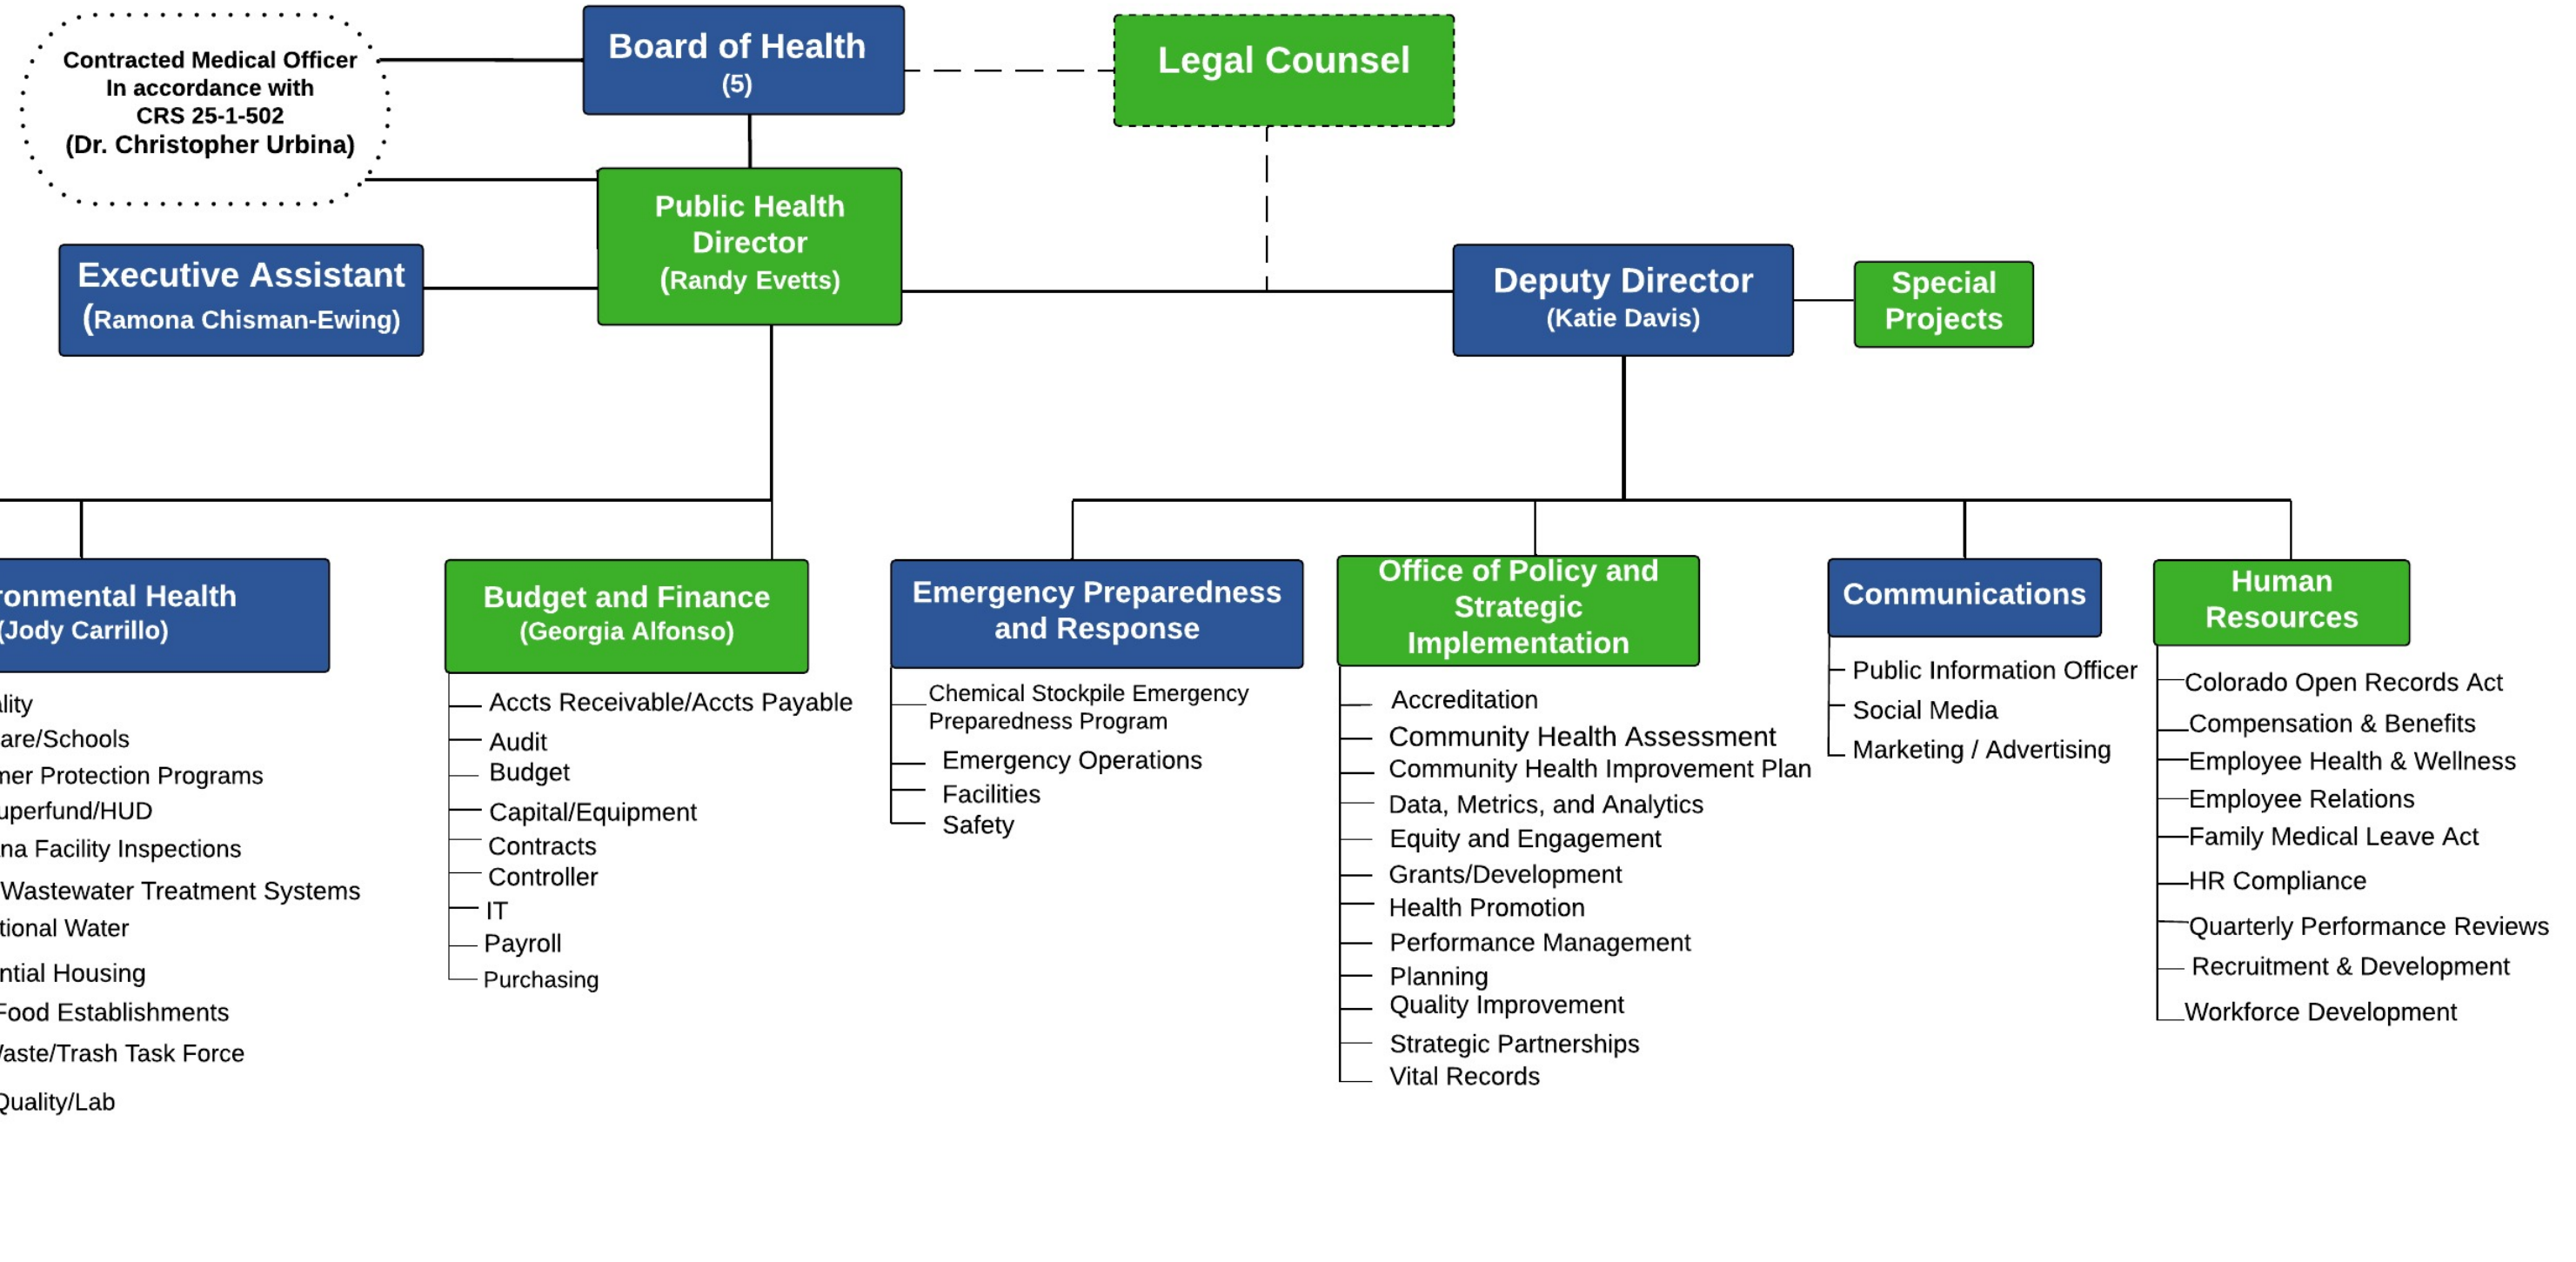 Contracted Medical Officer
In accordance with
CRS 25-1-502
(Dr. Christopher Urbina)
Board of Health
(5)
Legal Counsel
Public Health
Director
(Randy Evetts)
Executive Assistant
(Ramona Chisman-Ewing)
Deputy Director
(Katie Davis)
Special
Projects
ronmental Health
(Jody Carrillo)
lity
are/Schools
mer Protection Programs
uperfund/HUD
na Facility Inspections
Wastewater Treatment Systems
tional Water
ntial Housing
Food Establishments
aste/Trash Task Force
Quality/Lab
Budget and Finance
(Georgia Alfonso)
Accts Receivable/Accts Payable
Audit
Budget
Capital/Equipment
Contracts
Controller
IT
Payroll
Purchasing
Emergency Preparedness
and Response
Chemical Stockpile Emergency
Preparedness Program
Emergency Operations
Facilities
Safety
Office of Policy and
Strategic
Implementation
Accreditation
Community Health Assessment
Community Health Improvement Plan
Data, Metrics, and Analytics
Equity and Engagement
Grants/Development
Health Promotion
Performance Management
Planning
Quality Improvement
Strategic Partnerships
Vital Records
Communications
Public Information Officer
Social Media
Marketing / Advertising
Human
Resources
Colorado Open Records Act
Compensation & Benefits
Employee Health & Wellness
Employee Relations
Family Medical Leave Act
HR Compliance
Quarterly Performance Reviews
Recruitment & Development
Workforce Development